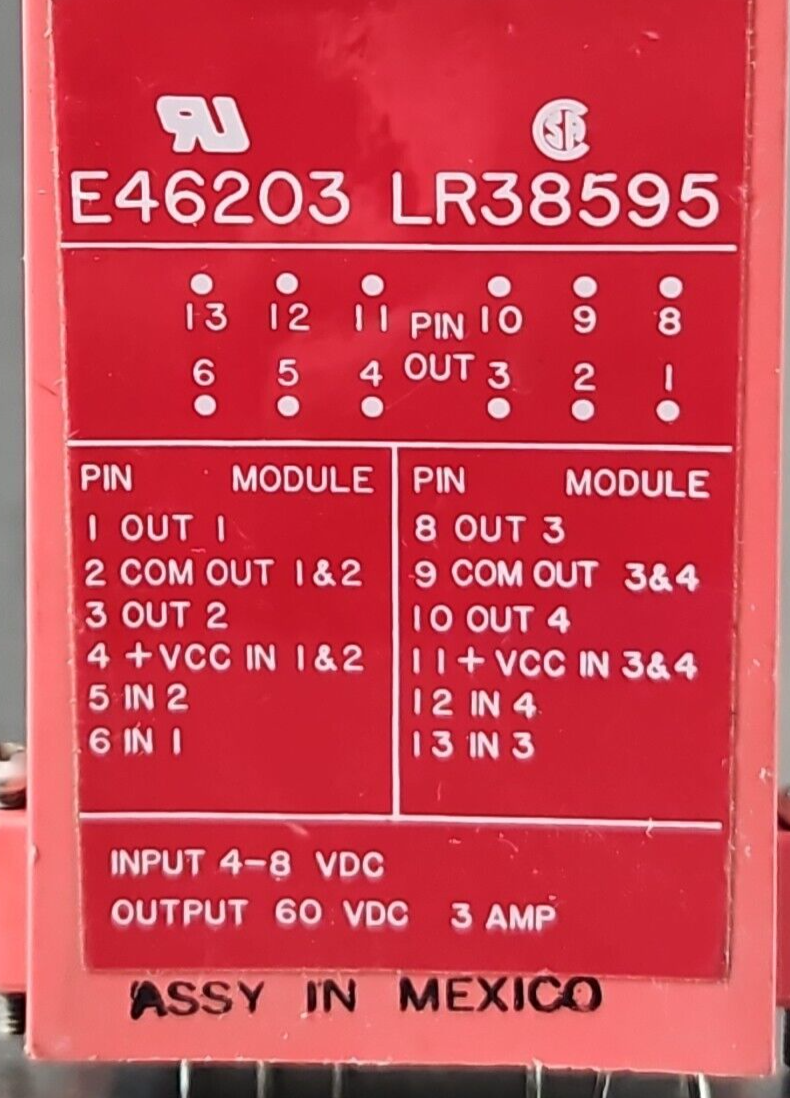 E46203 LR38595
13 12 11 PIN 10 9 8
6 5 4 OUT 3 2 1
PIN MODULE
1 OUT 1
2 COM OUT 1&2
3 OUT 2
4 +VCC IN 1&2
5 IN 2
6 IN 1
PIN MODULE
8 OUT 3
9 COM OUT 3&4
10 OUT 4
11+ VCC IN 3&4
12 IN 4
13 IN 3
INPUT 4-8 VDC
OUTPUT 60 VDC 3 AMP
ASSY IN MEXICO